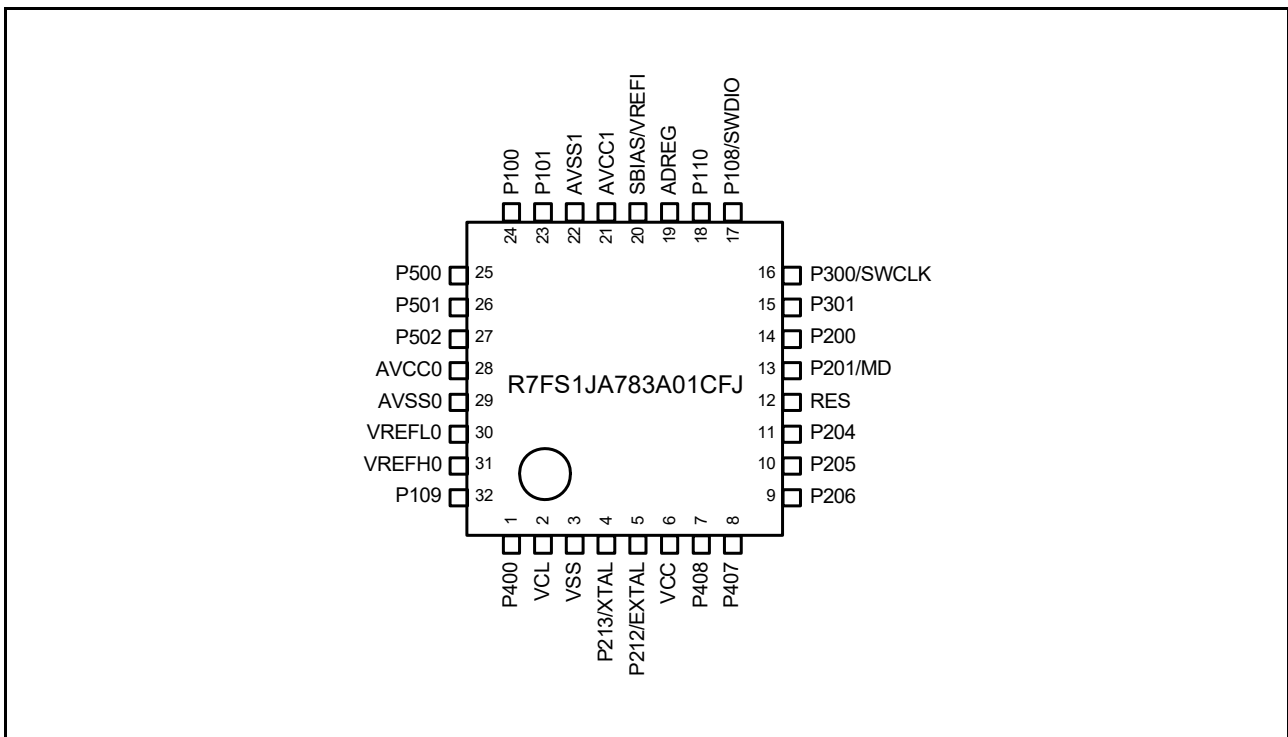 P100
P101
AVSS1
AVCC1
SBIAS/VREFI
ADREG
P110
P108/SWDIO
24
23
22
21
20
19
18
17
P500 25
P501 26
P502 27
AVCC0 28
AVSS0 29
VREFL0 30
VREFH0 31
P109 32
R7FS1JA783A01CFJ
16 P300/SWCLK
15 P301
14 P200
13 P201/MD
12 RES
11 P204
10 P205
9 P206
1
2
3
4
5
6
7
8
P400
VCL
VSS
P213/XTAL
P212/EXTAL
VCC
P408
P407